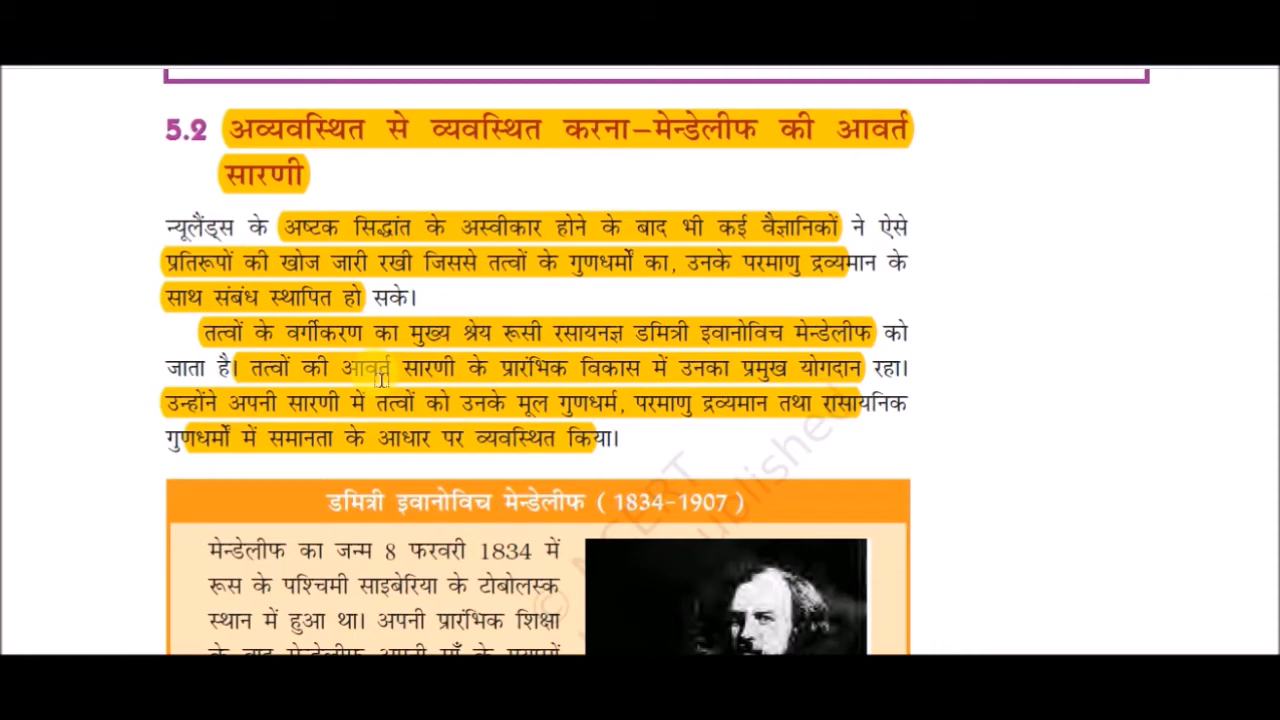 5.2 अव्यवस्थित से व्यवस्थित करना–मेन्डेलीफ की आवर्त
सारणी
न्यूलैंड्स के अष्टक सिद्धांत के अस्वीकार होने के बाद भी कई वैज्ञानिकों ने ऐसे
प्रतिरूपों की खोज जारी रखी जिससे तत्वों के गुणधर्मों का, उनके परमाणु द्रव्यमान के
साथ संबंध स्थापित हो सके।
तत्वों के वर्गीकरण का मुख्य श्रेय रूसी रसायनज्ञ डमित्री इवानोविच मेन्डेलीफ को
जाता है। तत्वों की आवर्त सारणी के प्रारंभिक विकास में उनका प्रमुख योगदान रहा।
उन्होंने अपनी सारणी में तत्वों को उनके मूल गुणधर्म, परमाणु द्रव्यमान तथा रासायनिक
गुणधर्मों में समानता के आधार पर व्यवस्थित किया।
डमित्री इवानोविच मेन्डेलीफ (1834-1907)
मेन्डेलीफ का जन्म 8 फरवरी 1834 में
रूस के पश्चिमी साइबेरिया के टोबोलस्क
स्थान में हुआ था। अपनी प्रारंभिक शिक्षा
© NCERT